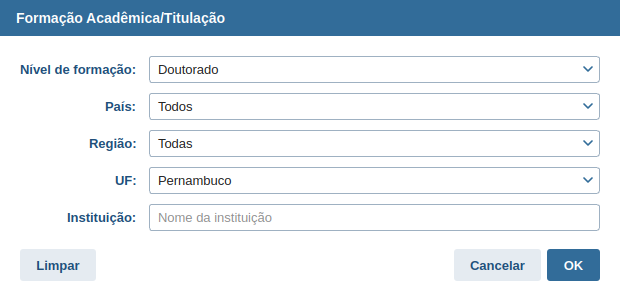 Formação Acadêmica/Titulação
Nível de formação: Doutorado
País: Todos
Região: Todas
UF: Pernambuco
Instituição: Nome da instituição
Limpar Cancelar OK